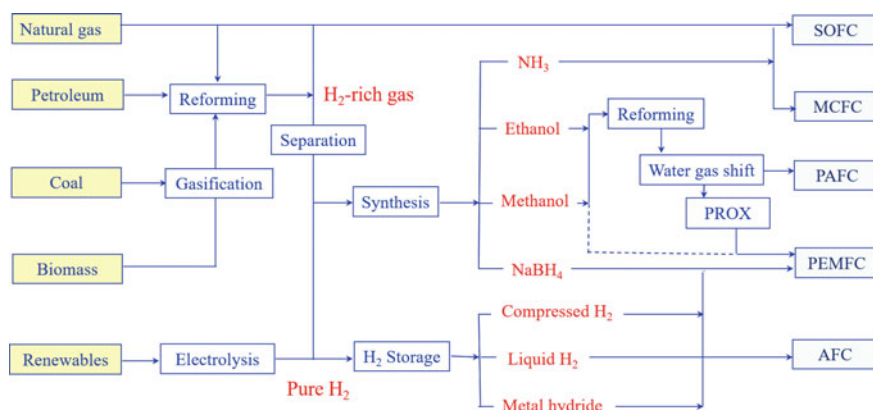 Natural gas
SOFC
NH₃
Petroleum
Reforming
H₂-rich gas
MCFC
Reforming
Ethanol
Separation
Water gas shift
PAFC
Coal
Gasification
Synthesis
Methanol
PROX
Biomass
NaBH₄
PEMFC
Compressed H₂
Renewables
Electrolysis
H₂ Storage
Liquid H₂
AFC
Pure H₂
Metal hydride